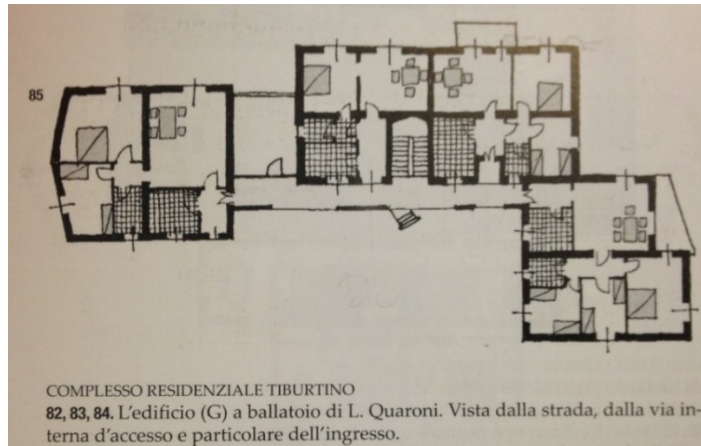 85
COMPLESSO RESIDENZIALE TIBURTINO
82, 83, 84. L'edificio (G) a ballatoio di L. Quaroni. Vista dalla strada, dalla via in-
terna d'accesso e particolare dell'ingresso.